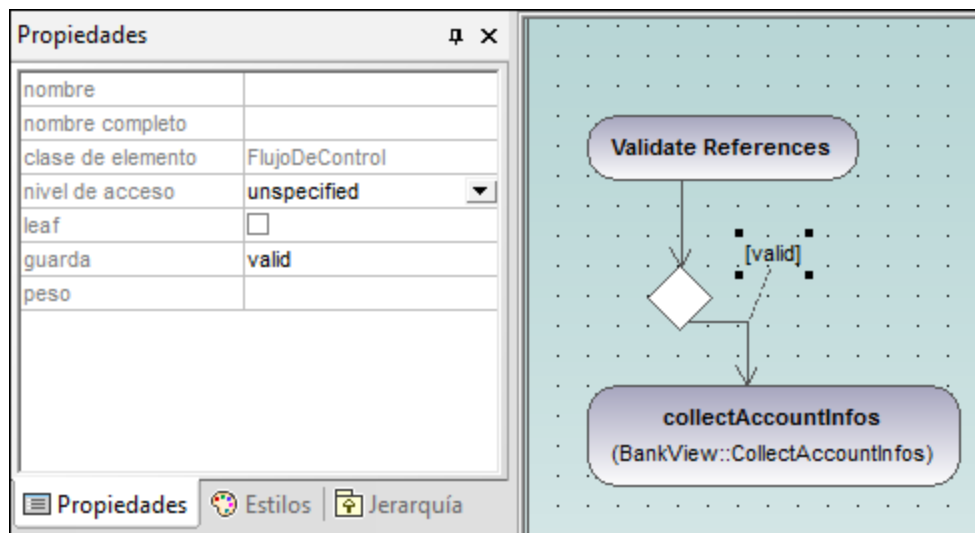 Propiedades
nombre
nombre completo
clase de elemento FlujoDeControl
nivel de acceso unspecified
leaf
guarda valid
peso
Propiedades Estilos Jerarquía
Validate References
[valid]
collectAccountInfos
(BankView::CollectAccountInfos)